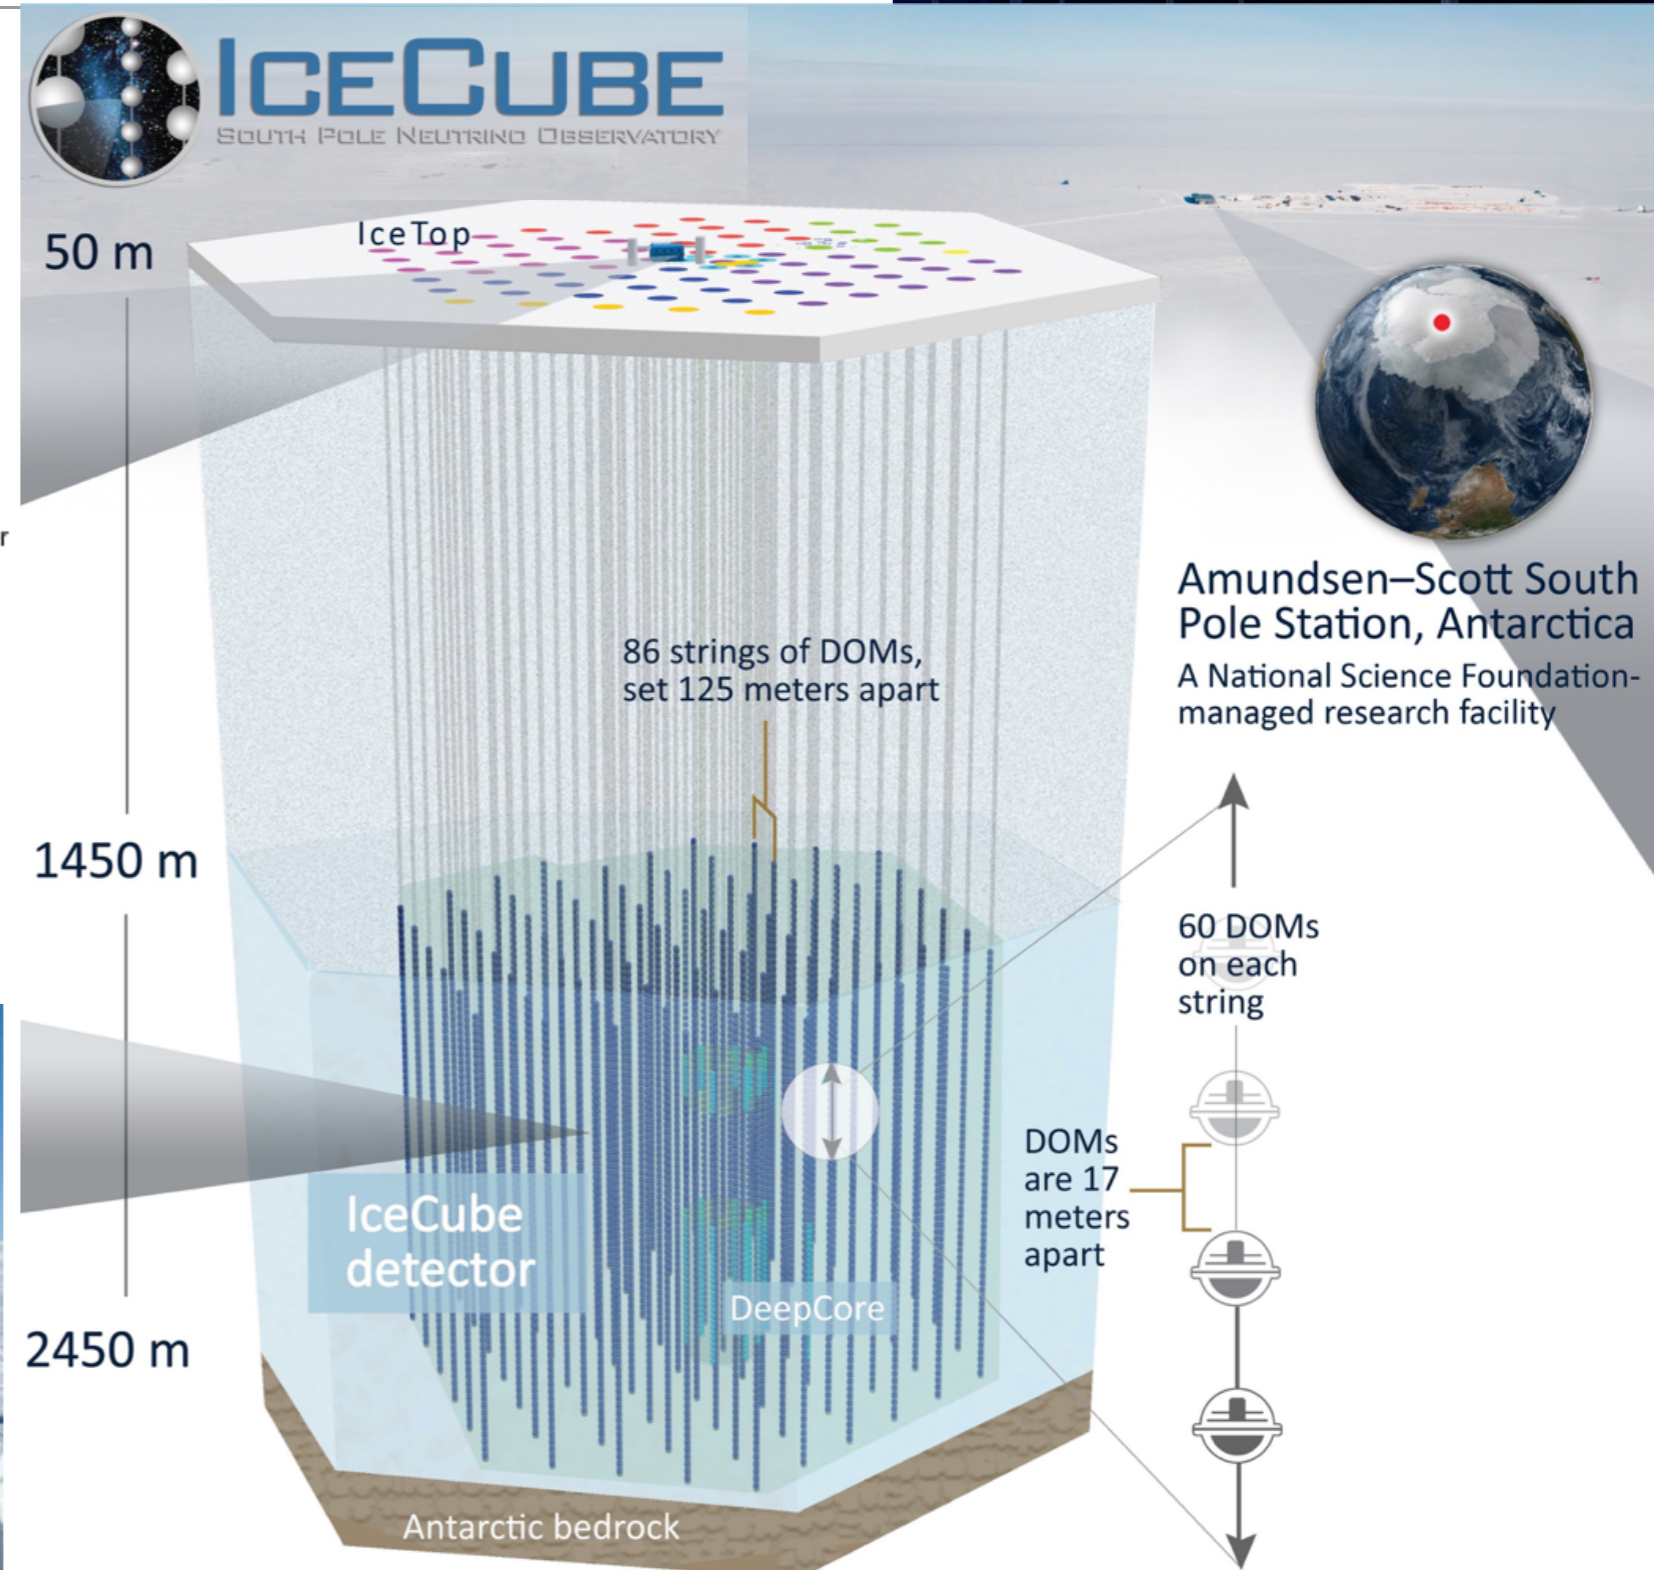 ICECUBE
SOUTH POLE NEUTRINO OBSERVATORY
50 m
IceTop
r
Amundsen–Scott South
Pole Station, Antarctica
A National Science Foundation-
managed research facility
86 strings of DOMs,
set 125 meters apart
1450 m
60 DOMs
on each
string
DOMs
are 17
meters
apart
IceCube
detector
DeepCore
2450 m
Antarctic bedrock